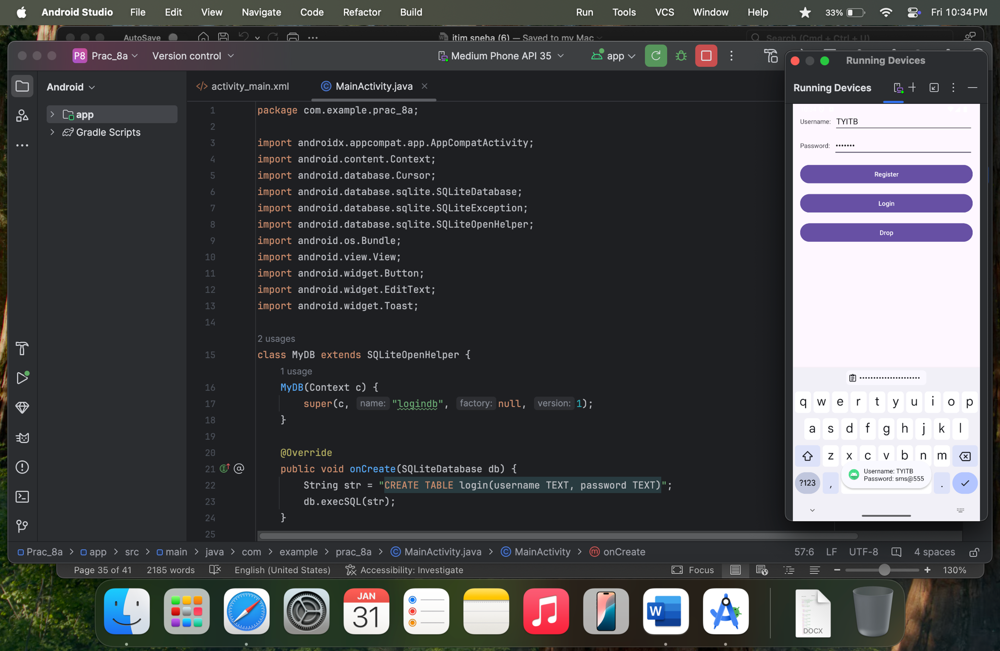 Android Studio File Edit View Navigate Code Refactor Build Run Tools VCS Window Help 33% Fri 10:34 PM
AutoSave itim sneha (6) — Saved to my Mac Search (Cmd + Ctrl + U)
P8 Prac_8a Version control Medium Phone API 35 app
Running Devices
Running Devices
Android
activity_main.xml MainActivity.java
app
Gradle Scripts
1 package com.example.prac_8a;
2
3 import androidx.appcompat.app.AppCompatActivity;
4 import android.content.Context;
5 import android.database.Cursor;
6 import android.database.sqlite.SQLiteDatabase;
7 import android.database.sqlite.SQLiteException;
8 import android.database.sqlite.SQLiteOpenHelper;
9 import android.os.Bundle;
10 import android.view.View;
11 import android.widget.Button;
12 import android.widget.EditText;
13 import android.widget.Toast;
14
2 usages
15 class MyDB extends SQLiteOpenHelper {
1 usage
16 MyDB(Context c) {
17 super(c, name: "logindb", factory: null, version: 1);
18 }
19
20 @Override
21 public void onCreate(SQLiteDatabase db) {
22 String str = "CREATE TABLE login(username TEXT, password TEXT)";
23 db.execSQL(str);
24 }
25
Username: TYITB
Password: •••••••
Register
Login
Drop
••••••••••••••••••••••
q w e r t y u i o p
a s d f g h j k l
z x c v b n m
?123 , .
Username: TYITB
Password: sms@555
Prac_8a > app > src > main > java > com > example > prac_8a > MainActivity.java > MainActivity > onCreate 57:6 LF UTF-8 4 spaces
Page 35 of 41 2185 words English (United States) Accessibility: Investigate Focus 130%
JAN
31
W
DOCX